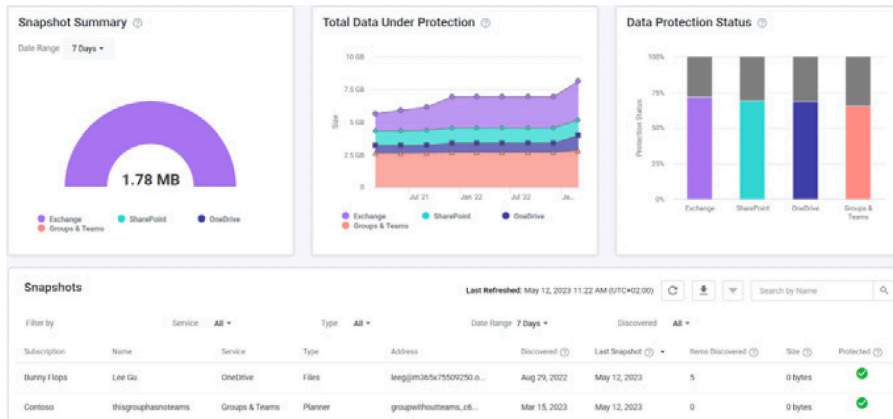 Snapshot Summary
Date Range 7 Days
1.78 MB
Exchange SharePoint OneDrive
Groups & Teams
Total Data Under Protection
10 GB
7.5 GB
5 GB
2.5 GB
0
Size
Jul '21 Jan '22 Jul '22 Ja...
Exchange SharePoint OneDrive
Groups & Teams
Data Protection Status
100%
75%
50%
25%
0%
Protection Status
Exchange SharePoint OneDrive Groups &
Teams
Snapshots
Last Refreshed: May 12, 2023 11:22 AM (UTC+02:00)
Search by Name
Filter by Service All Type All Date Range 7 Days Discovered All
Subscription Name Service Type Address Discovered Last Snapshot Items Discovered Size Protected
Bunny Flops Lee Gu OneDrive Files leeg@m365x75509250.o... Aug 29, 2022 May 12, 2023 5 0 bytes
Contoso thisgrouphasnoteams Groups & Teams Planner groupwithoutteams_c6... Mar 15, 2023 May 12, 2023 0 0 bytes